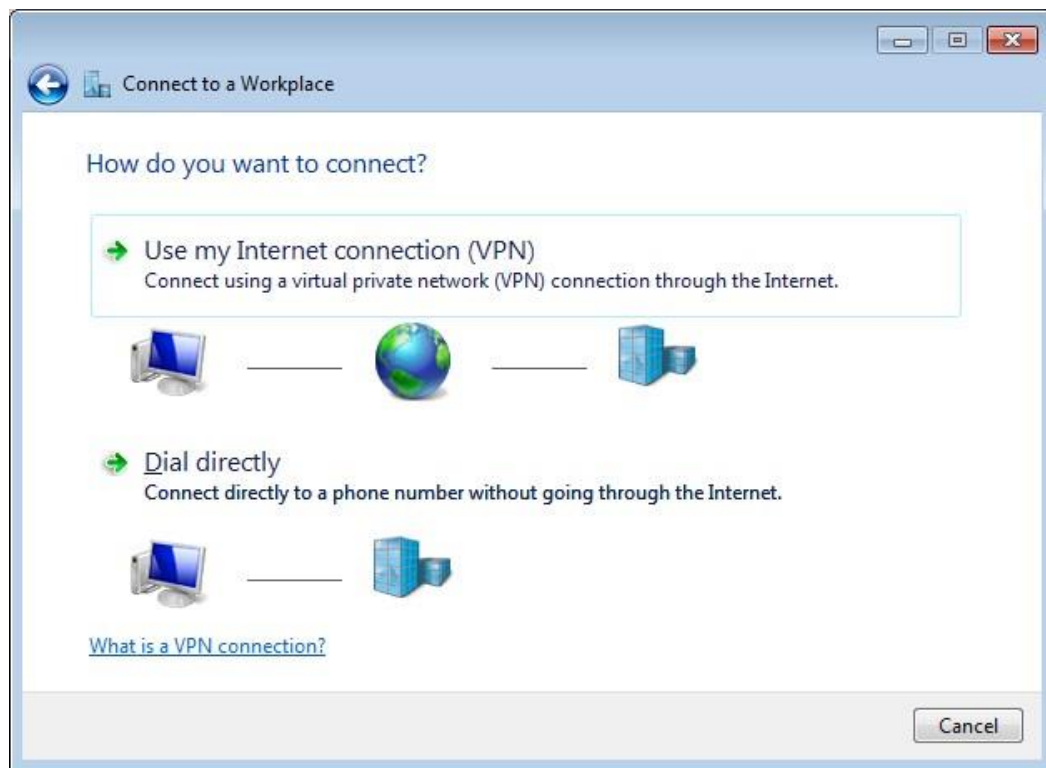 Connect to a Workplace
How do you want to connect?
Use my Internet connection (VPN)
Connect using a virtual private network (VPN) connection through the Internet.
Dial directly
Connect directly to a phone number without going through the Internet.
What is a VPN connection?
Cancel